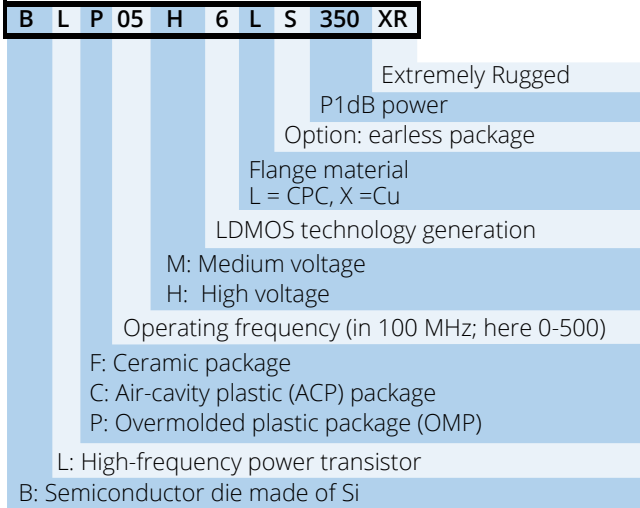 B L P 05 H 6 L S 350 XR
Extremely Rugged
P1dB power
Option: earless package
Flange material
L = CPC, X =Cu
LDMOS technology generation
M: Medium voltage
H: High voltage
Operating frequency (in 100 MHz; here 0-500)
F: Ceramic package
C: Air-cavity plastic (ACP) package
P: Overmolded plastic package (OMP)
L: High-frequency power transistor
B: Semiconductor die made of Si